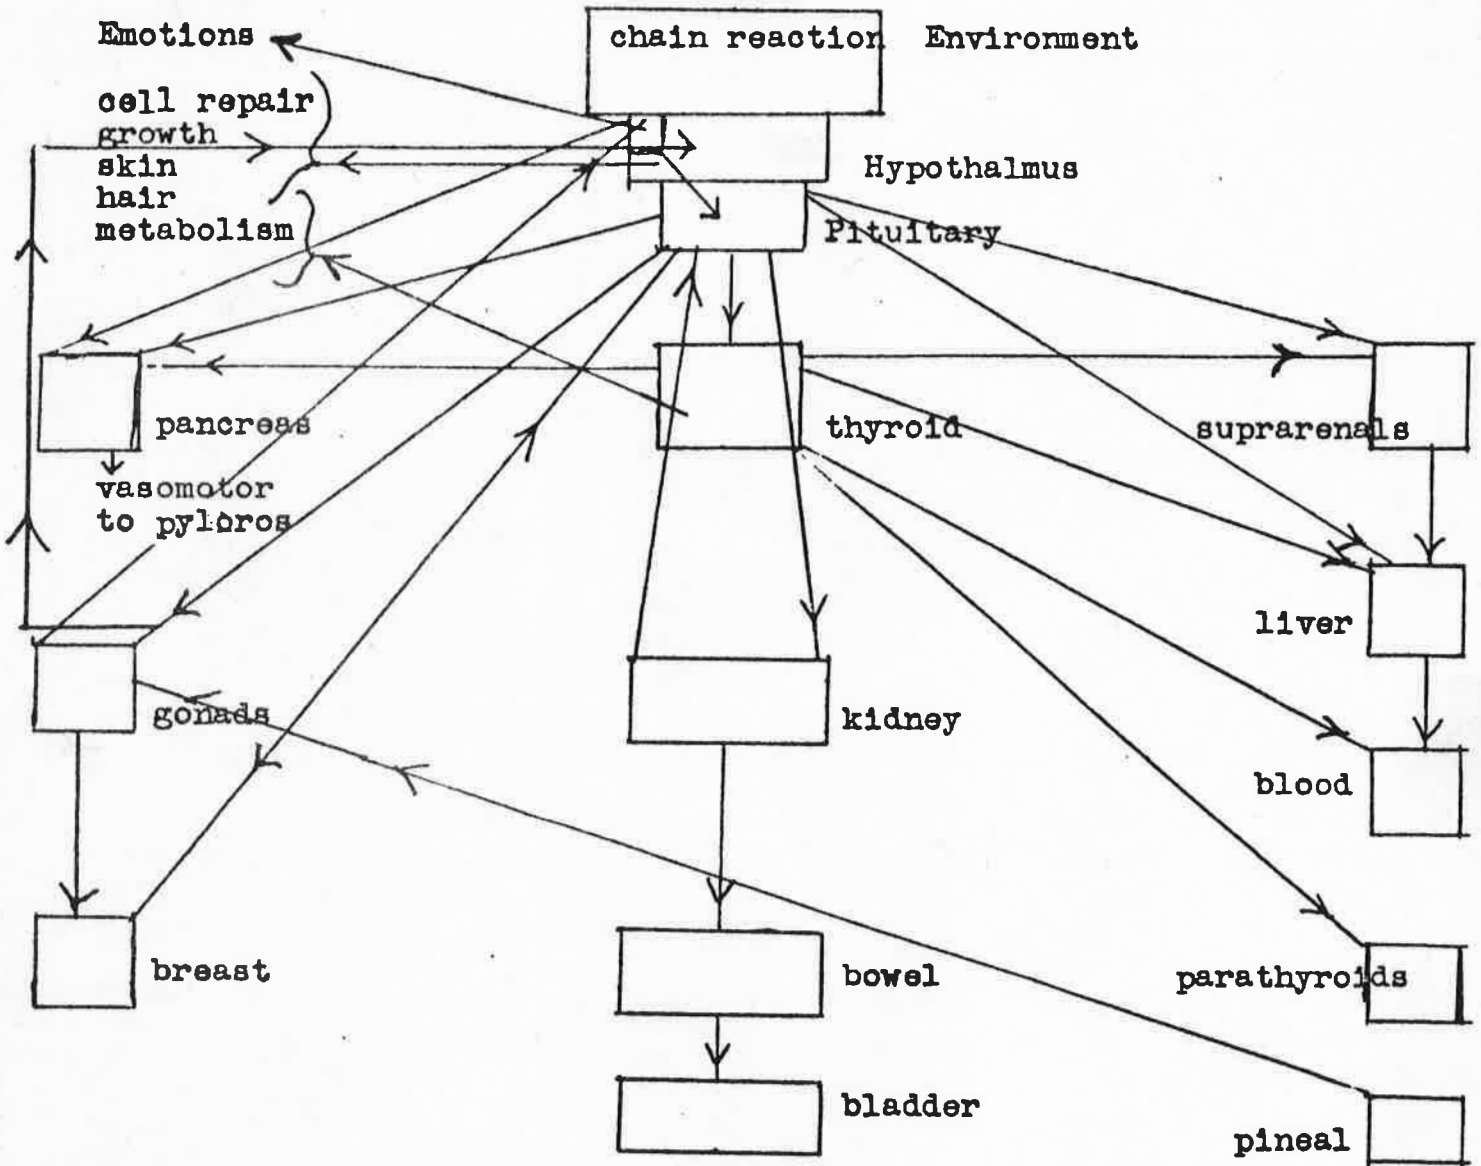 Emotions
chain reaction Environment
cell repair
growth
skin
hair
metabolism
Hypothalmus
Pituitary
pancreas
thyroid
suprarenals
vasomotor
to pyloros
liver
gonads
kidney
blood
breast
bowel
parathyroids
bladder
pineal